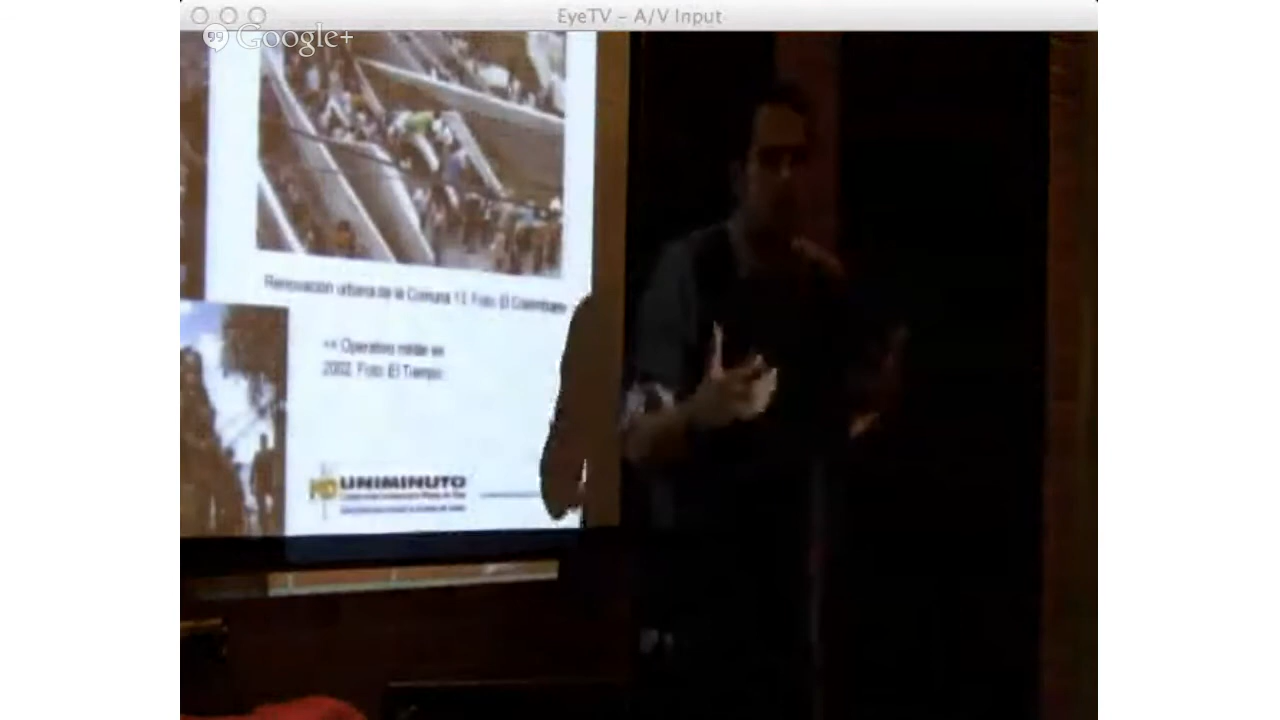 EyeTV – A/V Input
Google+
Renovación urbana de la Comuna 13. Foto: El Colombiano
<< Operativo militar en
2002. Foto: El Tiempo
UNIMINUTO